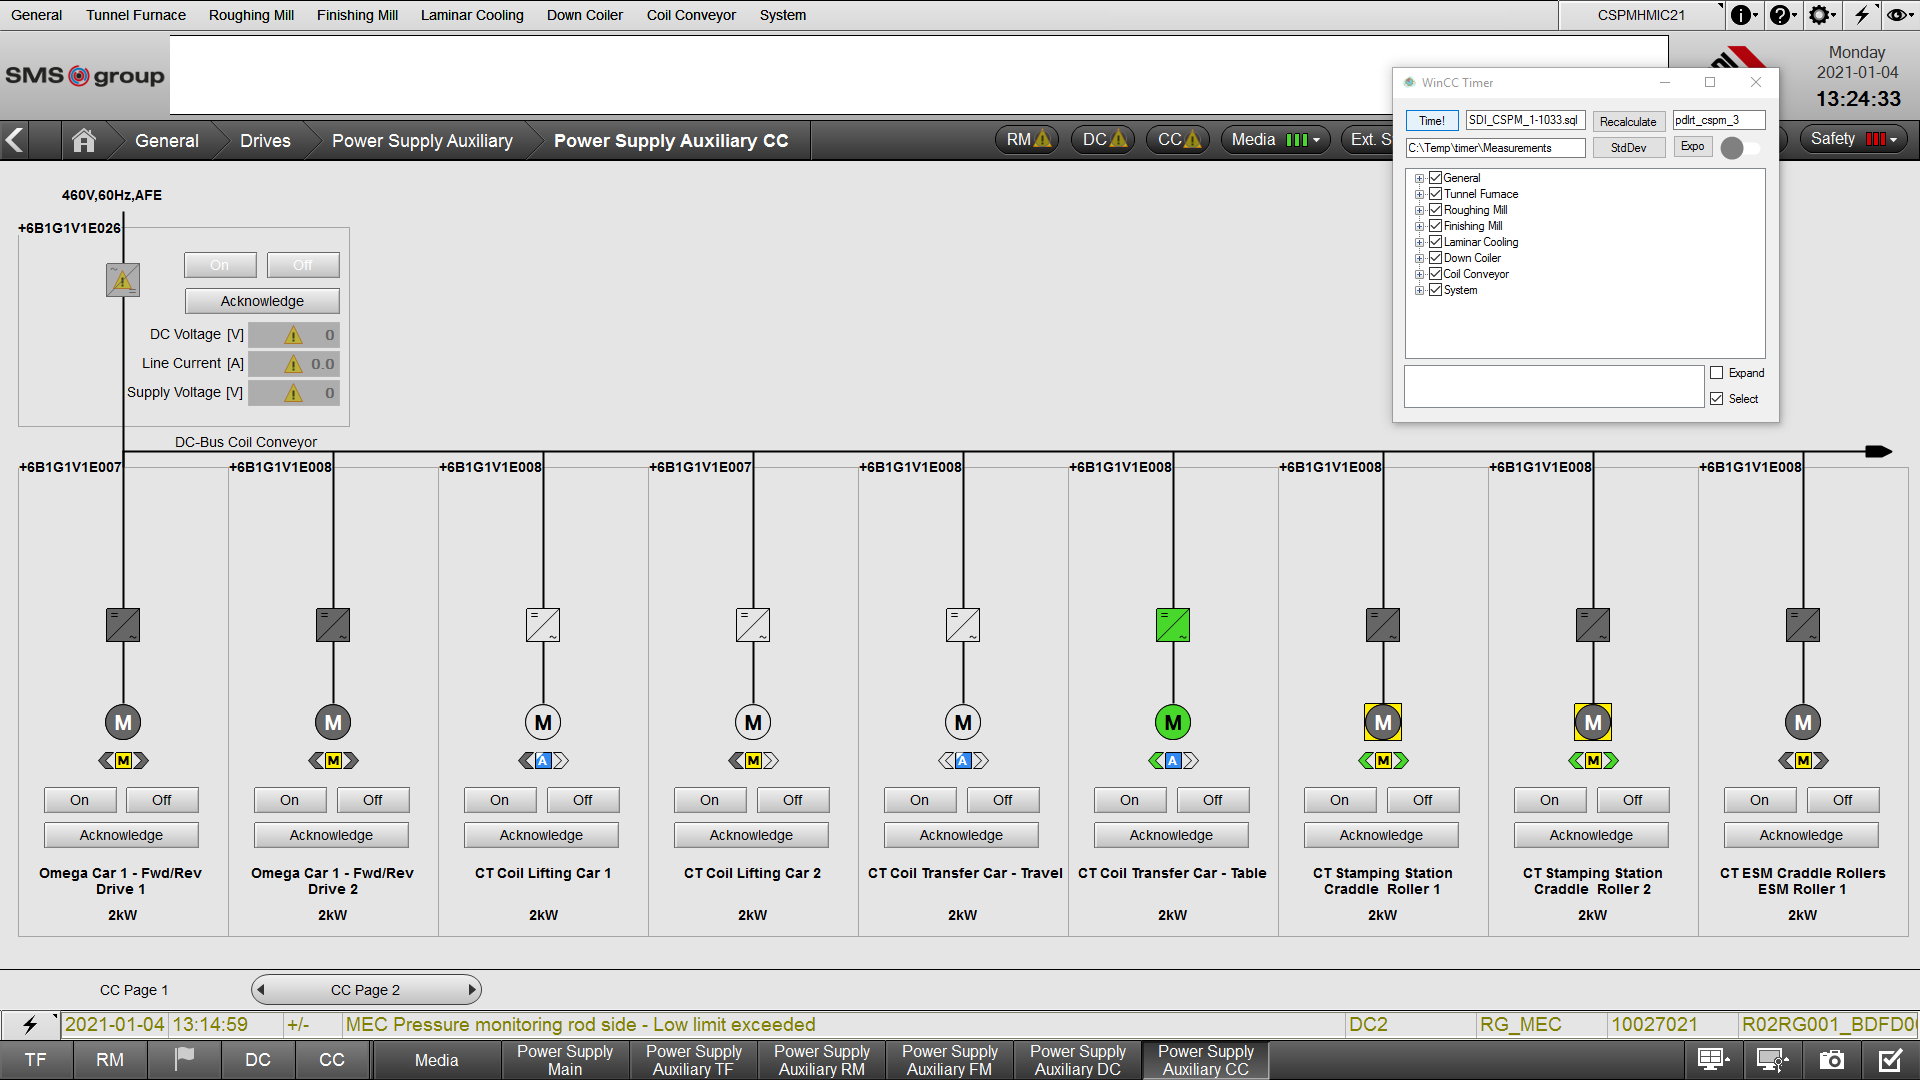 General Tunnel Furnace Roughing Mill Finishing Mill Laminar Cooling Down Coiler Coil Conveyor System CSPMHMIC21
SMS group
Monday
2021-01-04
13:24:33
General Drives Power Supply Auxiliary Power Supply Auxiliary CC RM DC CC Media Ext. S Safety
WinCC Timer
Time! SDI_CSPM_1-1033.sql Recalculate pdlrt_cspm_3
C:\Temp\timer\Measurements StdDev Expo
General
Tunnel Furnace
Roughing Mill
Finishing Mill
Laminar Cooling
Down Coiler
Coil Conveyor
System
Expand
Select
460V,60Hz,AFE
+6B1G1V1E026
On Off
Acknowledge
DC Voltage [V] 0
Line Current [A] 0.0
Supply Voltage [V] 0
DC-Bus Coil Conveyor
+6B1G1V1E007 +6B1G1V1E008 +6B1G1V1E008 +6B1G1V1E007 +6B1G1V1E008 +6B1G1V1E008 +6B1G1V1E008 +6B1G1V1E008 +6B1G1V1E008
M M M M M M M M M
M M A M A A M M M
On Off On Off On Off On Off On Off On Off On Off On Off On Off
Acknowledge Acknowledge Acknowledge Acknowledge Acknowledge Acknowledge Acknowledge Acknowledge Acknowledge
Omega Car 1 - Fwd/Rev Omega Car 1 - Fwd/Rev CT Coil Lifting Car 1 CT Coil Lifting Car 2 CT Coil Transfer Car - Travel CT Coil Transfer Car - Table CT Stamping Station CT Stamping Station CT ESM Craddle Rollers
Drive 1 Drive 2 Craddle Roller 1 Craddle Roller 2 ESM Roller 1
2kW 2kW 2kW 2kW 2kW 2kW 2kW 2kW 2kW
CC Page 1 CC Page 2
2021-01-04 13:14:59 +/- MEC Pressure monitoring rod side - Low limit exceeded DC2 RG_MEC 10027021
TF RM DC CC Media
Power Supply Main
Power Supply Auxiliary TF
Power Supply Auxiliary RM
Power Supply Auxiliary FM
Power Supply Auxiliary DC
Power Supply Auxiliary CC